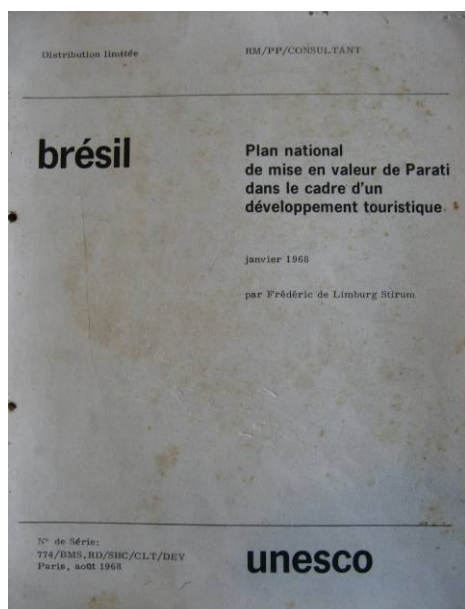 Distribution limitée
RM/PP/CONSULTANT
brésil
Plan national
de mise en valeur de Parati
dans le cadre d'un
développement touristique
janvier 1968
par Frédéric de Limburg Stirum
N° de Série:
774/BMS.RD/SHC/CLT/DEV
Paris, août 1968
unesco